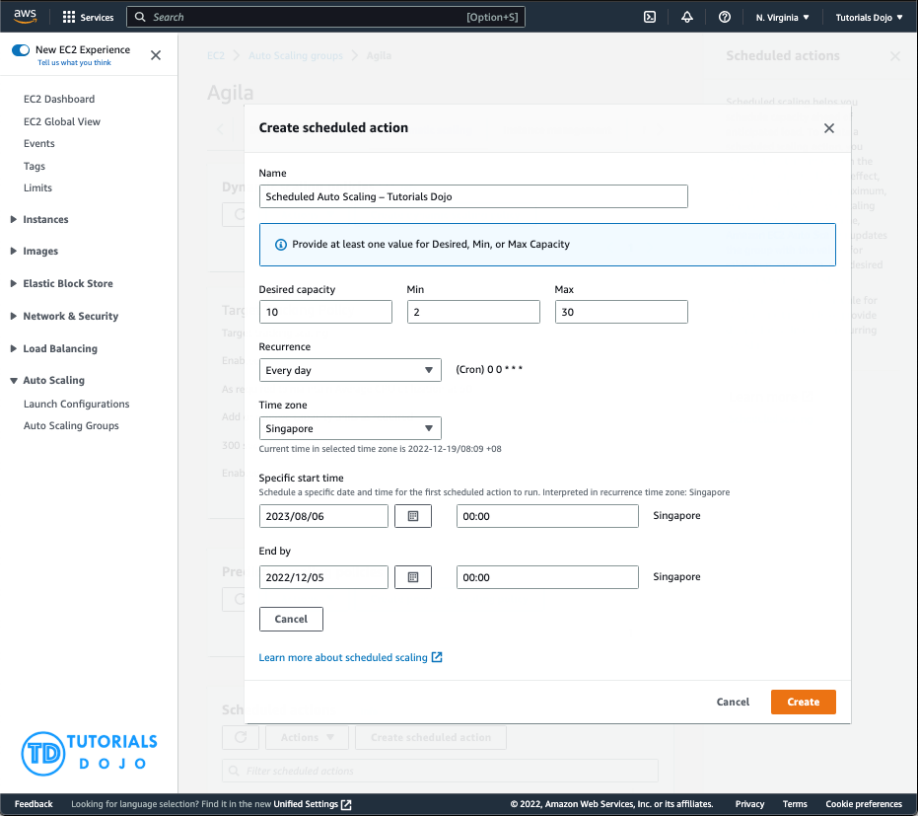 aws
Services
Search
[Option+S]
N. Virginia
Tutorials Dojo
New EC2 Experience
Tell us what you think
EC2 Dashboard
EC2 Global View
Events
Tags
Limits
Instances
Images
Elastic Block Store
Network & Security
Load Balancing
Auto Scaling
Launch Configurations
Auto Scaling Groups
TD TUTORIALS
DOJO
EC2 > Auto Scaling groups > Agila
Agila
Scheduled actions
Scheduled scaling helps you
Create scheduled action
Name
Scheduled Auto Scaling – Tutorials Dojo
Provide at least one value for Desired, Min, or Max Capacity
Desired capacity Min Max
10 2 30
Recurrence
Every day (Cron) 0 0 * * *
Time zone
Singapore
Current time in selected time zone is 2022-12-19/08:09 +08
Specific start time
Schedule a specific date and time for the first scheduled action to run. Interpreted in recurrence time zone: Singapore
2023/08/06 00:00 Singapore
End by
2022/12/05 00:00 Singapore
Cancel
Learn more about scheduled scaling
Cancel Create
Actions Create scheduled action
Filter scheduled actions
Feedback Looking for language selection? Find it in the new Unified Settings © 2022, Amazon Web Services, Inc. or its affiliates. Privacy Terms Cookie preferences